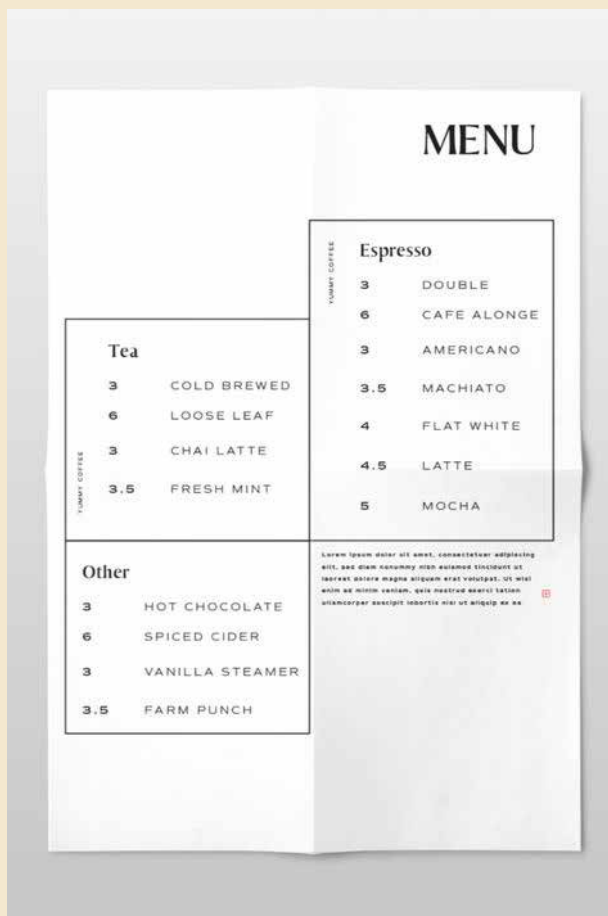 MENU
YUMMY COFFEE
Espresso
3 DOUBLE
6 CAFE ALONGE
3 AMERICANO
3.5 MACHIATO
4 FLAT WHITE
4.5 LATTE
5 MOCHA
Tea
3 COLD BREWED
6 LOOSE LEAF
3 CHAI LATTE
3.5 FRESH MINT
YUMMY COFFEE
Other
3 HOT CHOCOLATE
6 SPICED CIDER
3 VANILLA STEAMER
3.5 FARM PUNCH
Lorem ipsum dolor sit amet, consectetuer adipiscing
elit, sed diam nonummy nibh euismod tincidunt ut
laoreet dolore magna aliquam erat volutpat. Ut wisi
enim ad minim veniam, quis nostrud exerci tation
ullamcorper suscipit lobortis nisl ut aliquip ex ea